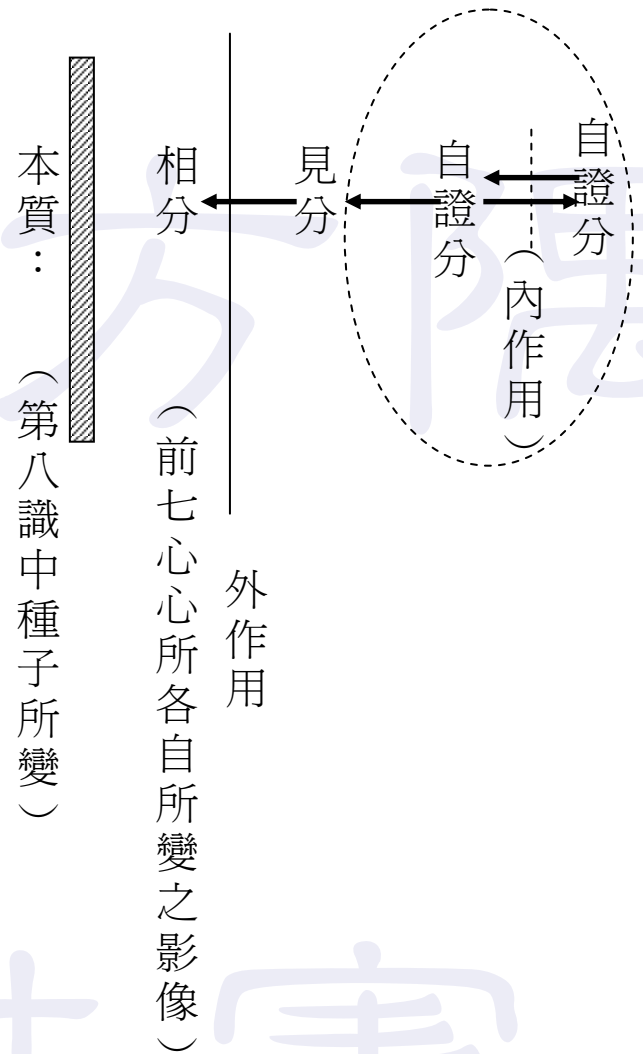 自證分
（內作用）
自證分
見分
外作用
相分　（前七心心所各自所變之影像）
本質：　（第八識中種子所變）